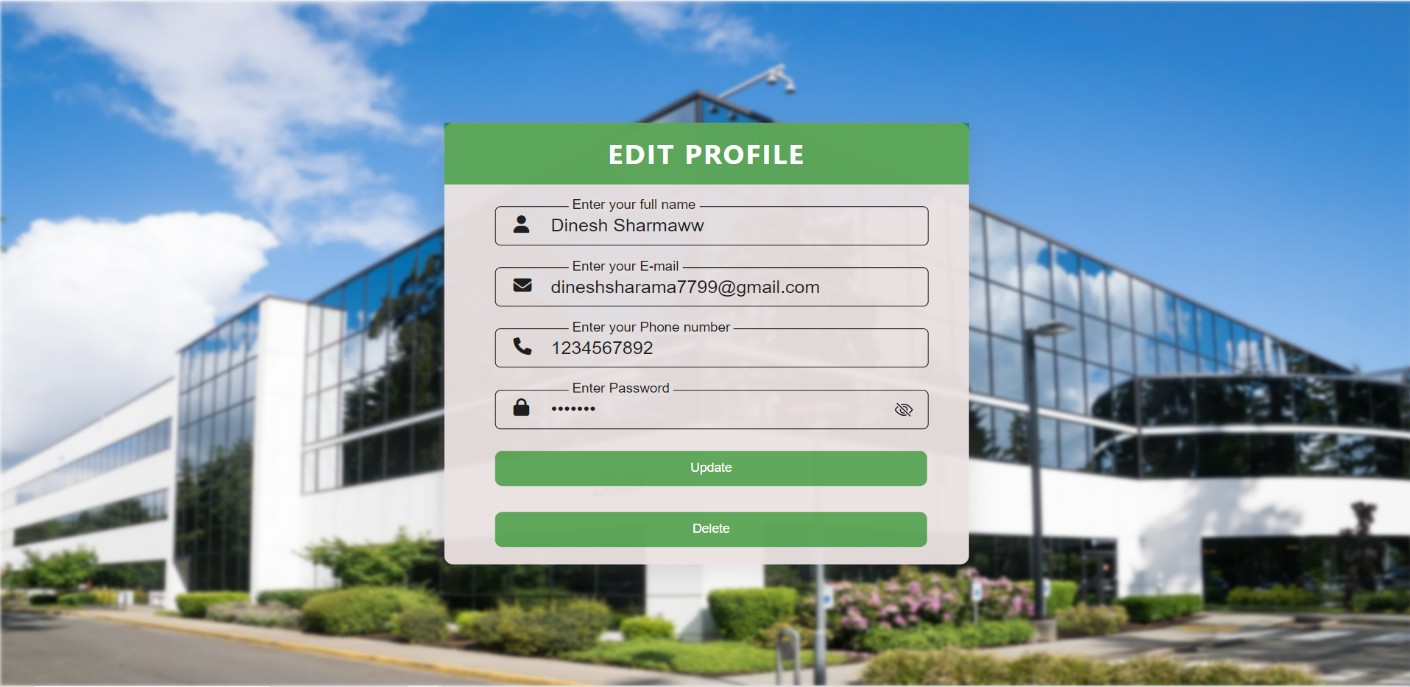 EDIT PROFILE
Enter your full name
Dinesh Sharmaww
Enter your E-mail
dineshsharama7799@gmail.com
Enter your Phone number
1234567892
Enter Password
•••••••
Update
Delete